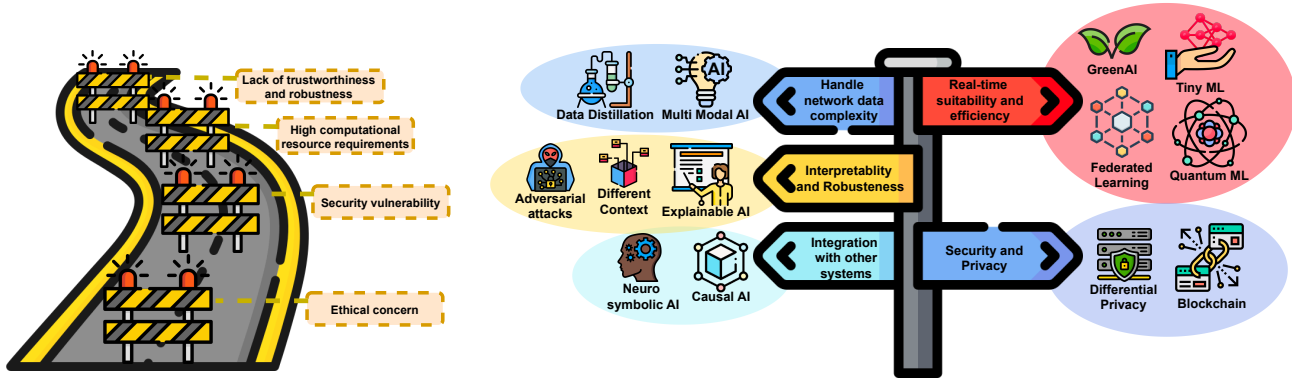 Lack of trustworthiness
and robustness
High computational
resource requirements
Security vulnerability
Ethical concern
Data Distillation
AI
Multi Modal AI
Handle
network data
complexity
Real-time
suitability and
efficiency
GreenAI
Tiny ML
Federated
Learning
Quantum ML
Adversarial
attacks
Different
Context
Explainable AI
Interpretablity
and Robusteness
Neuro
symbolic AI
Causal AI
Integration
with other
systems
Security and
Privacy
Differential
Privacy
Blockchain